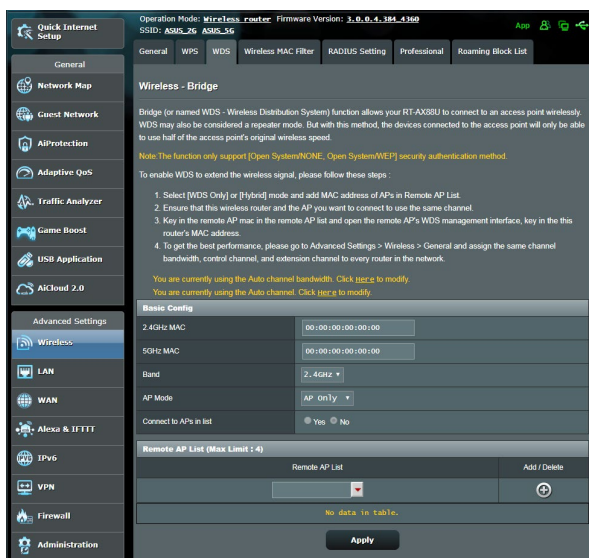 Operation Mode: Wireless router Firmware Version: 3.0.0.4.384_4360
SSID: ASUS_2G ASUS_5G
App
Quick Internet
Setup
General
Network Map
Guest Network
AiProtection
Adaptive QoS
Traffic Analyzer
Game Boost
USB Application
AiCloud 2.0
Advanced Settings
Wireless
LAN
WAN
Alexa & IFTTT
IPv6
VPN
Firewall
Administration
General WPS WDS Wireless MAC Filter RADIUS Setting Professional Roaming Block List
Wireless - Bridge
Bridge (or named WDS - Wireless Distribution System) function allows your RT-AX88U to connect to an access point wirelessly.
WDS may also be considered a repeater mode. But with this method, the devices connected to the access point will only be able
to use half of the access point's original wireless speed.
Note:The function only support [Open System/NONE, Open System/WEP] security authentication method.
To enable WDS to extend the wireless signal, please follow these steps :
1. Select [WDS Only] or [Hybrid] mode and add MAC address of APs in Remote AP List.
2. Ensure that this wireless router and the AP you want to connect to use the same channel.
3. Key in the remote AP mac in the remote AP list and open the remote AP's WDS management interface, key in the this
router's MAC address.
4. To get the best performance, please go to Advanced Settings > Wireless > General and assign the same channel
bandwidth, control channel, and extension channel to every router in the network.
You are currently using the Auto channel bandwidth. Click Here to modify.
You are currently using the Auto channel. Click Here to modify.
Basic Config
2.4GHz MAC 00:00:00:00:00:00
5GHz MAC 00:00:00:00:00:00
Band 2.4GHz
AP Mode AP Only
Connect to APs in list Yes No
Remote AP List (Max Limit : 4)
Remote AP List Add / Delete
No data in table.
Apply